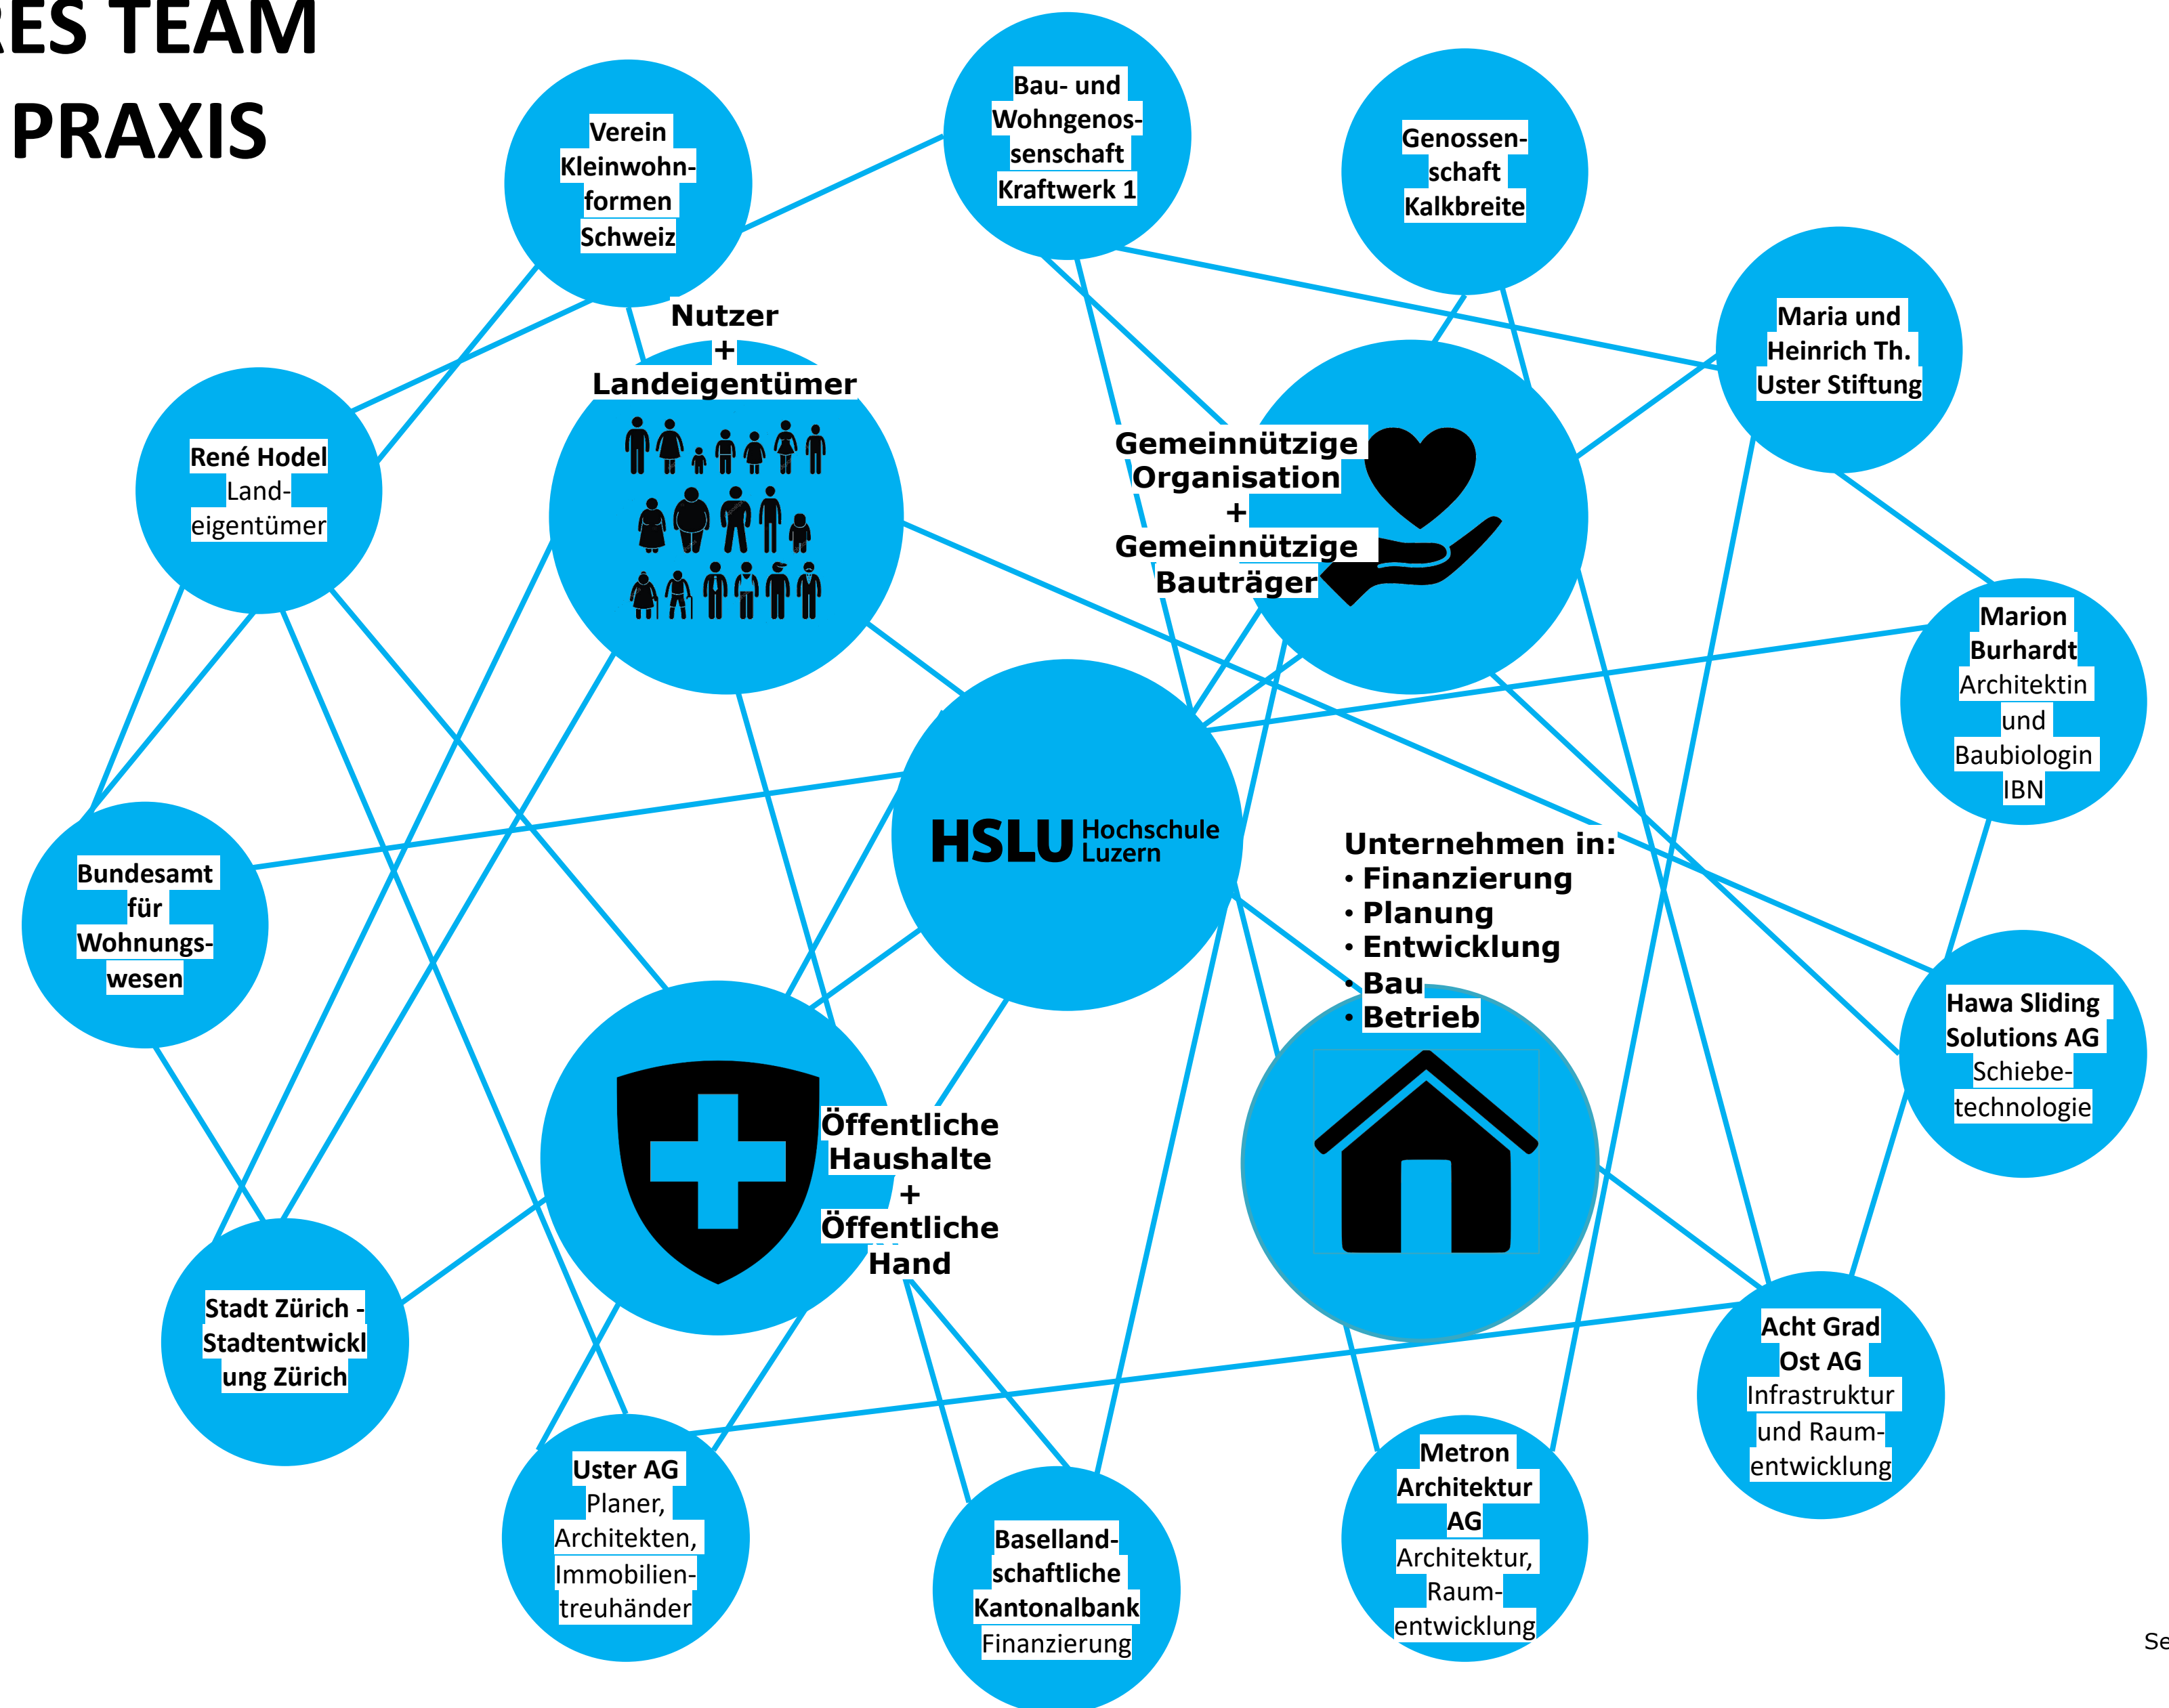 RES TEAM
PRAXIS
Verein
Kleinwohn-
formen
Schweiz
Bau- und
Wohngenos-
senschaft
Kraftwerk 1
Genossen-
schaft
Kalkbreite
Maria und
Heinrich Th.
Uster Stiftung
René Hodel
Land-
eigentümer
Nutzer
+
Landeigentümer
Gemeinnützige
Organisation
+
Gemeinnützige
Bauträger
Marion
Burhardt
Architektin
und
Baubiologin
IBN
Bundesamt
für
Wohnungs-
wesen
HSLU Hochschule
Luzern
Unternehmen in:
• Finanzierung
• Planung
• Entwicklung
• Bau
• Betrieb
Hawa Sliding
Solutions AG
Schiebe-
technologie
Öffentliche
Haushalte
+
Öffentliche
Hand
Stadt Zürich -
Stadtentwickl
ung Zürich
Uster AG
Planer,
Architekten,
Immobilien-
treuhänder
Baselland-
schaftliche
Kantonalbank
Finanzierung
Metron
Architektur
AG
Architektur,
Raum-
entwicklung
Acht Grad
Ost AG
Infrastruktur
und Raum-
entwicklung
Se